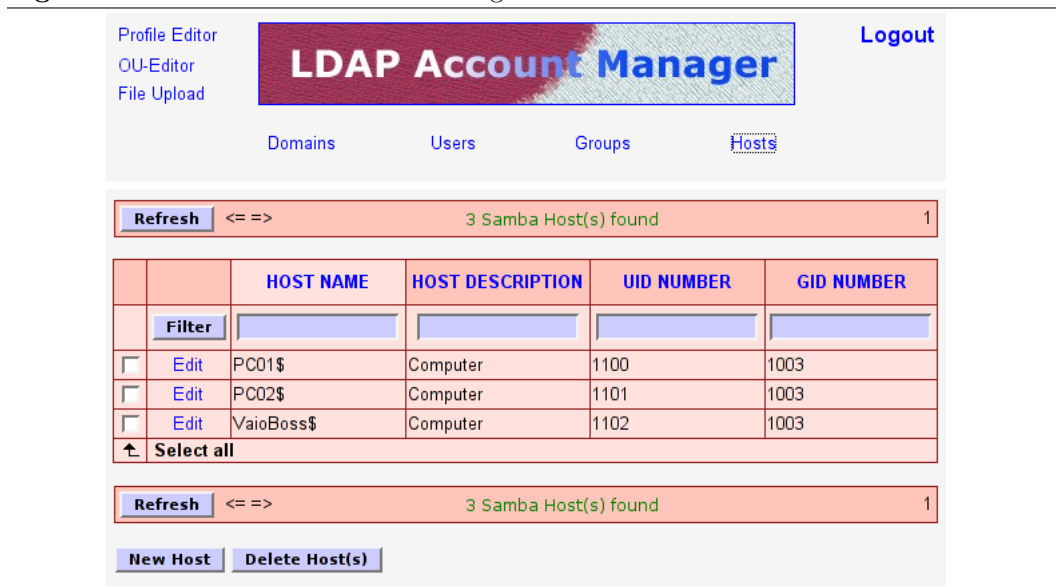 Profile Editor
OU-Editor
File Upload
LDAP Account Manager
Logout
Domains Users Groups Hosts
Refresh <= => 3 Samba Host(s) found 1
HOST NAME HOST DESCRIPTION UID NUMBER GID NUMBER
Filter
Edit PC01$ Computer 1100 1003
Edit PC02$ Computer 1101 1003
Edit VaioBoss$ Computer 1102 1003
Select all
Refresh <= => 3 Samba Host(s) found 1
New Host Delete Host(s)